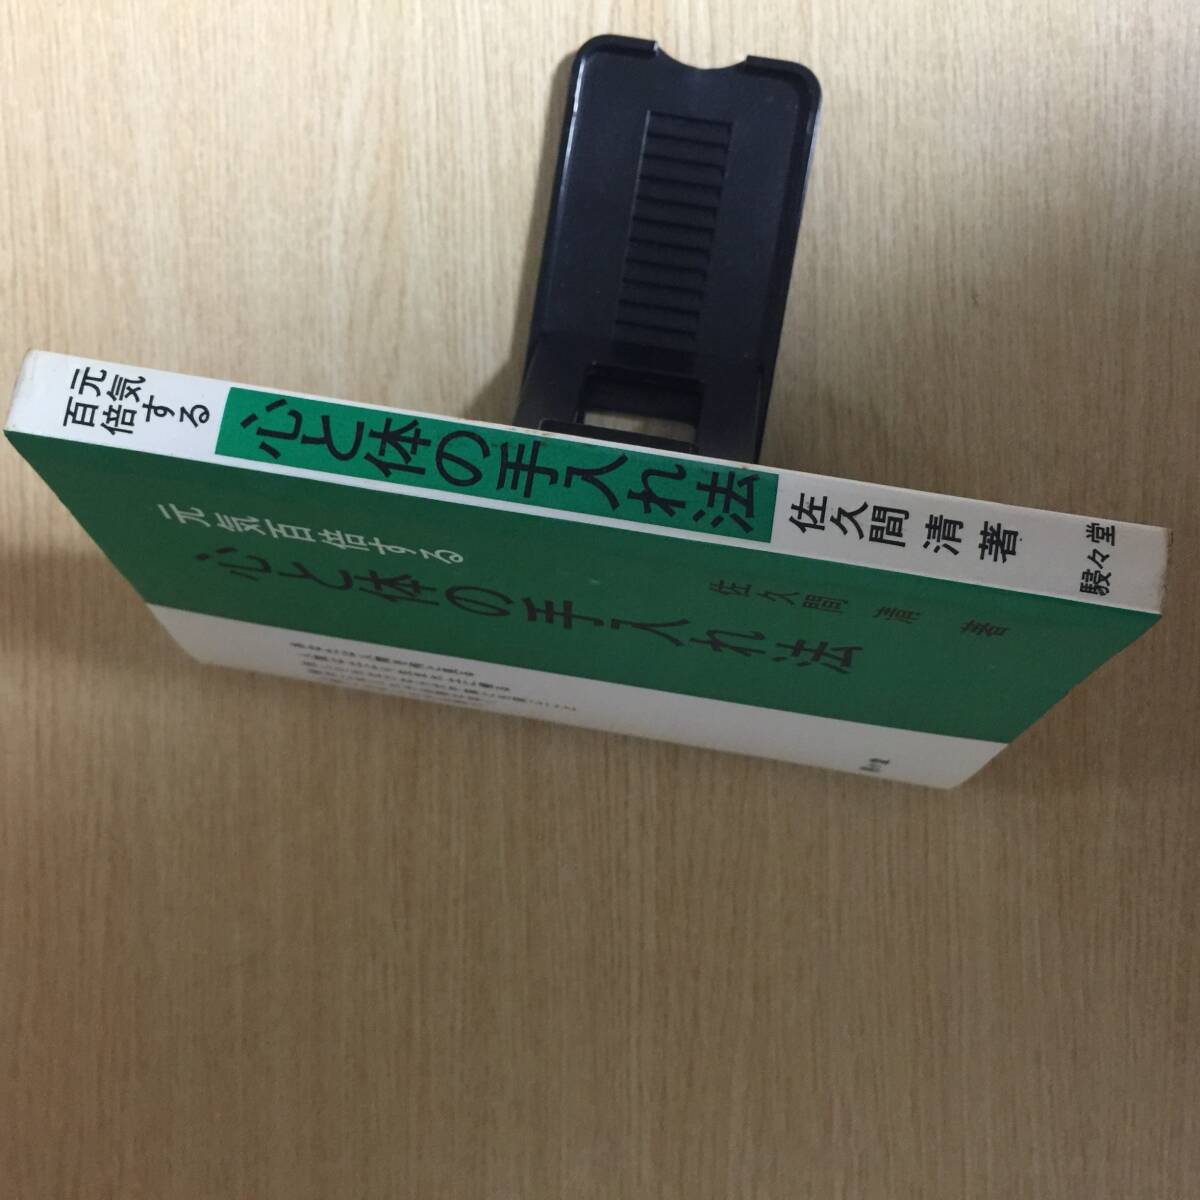 元気
百倍する
心と体の手入れ法
佐久間 清 著
駸々堂
元気百倍する
心と体の手入れ法
佐久間 清 著